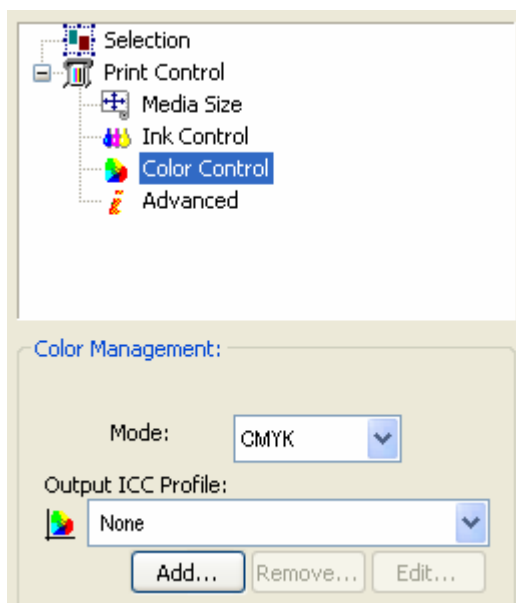 Selection
Print Control
Media Size
Ink Control
Color Control
Advanced
Color Management:
Mode: CMYK
Output ICC Profile:
None
Add... Remove... Edit...